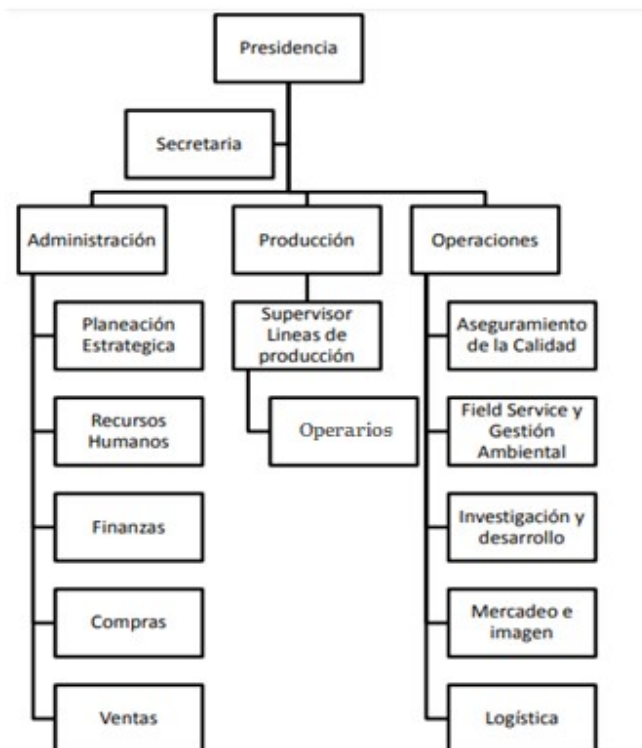 Presidencia
Secretaria
Administración
Producción
Operaciones
Planeación
Estrategica
Supervisor
Lineas de
producción
Aseguramiento
de la Calidad
Recursos
Humanos
Operarios
Field Service y
Gestión
Ambiental
Finanzas
Investigación y
desarrollo
Compras
Mercadeo e
imagen
Ventas
Logística